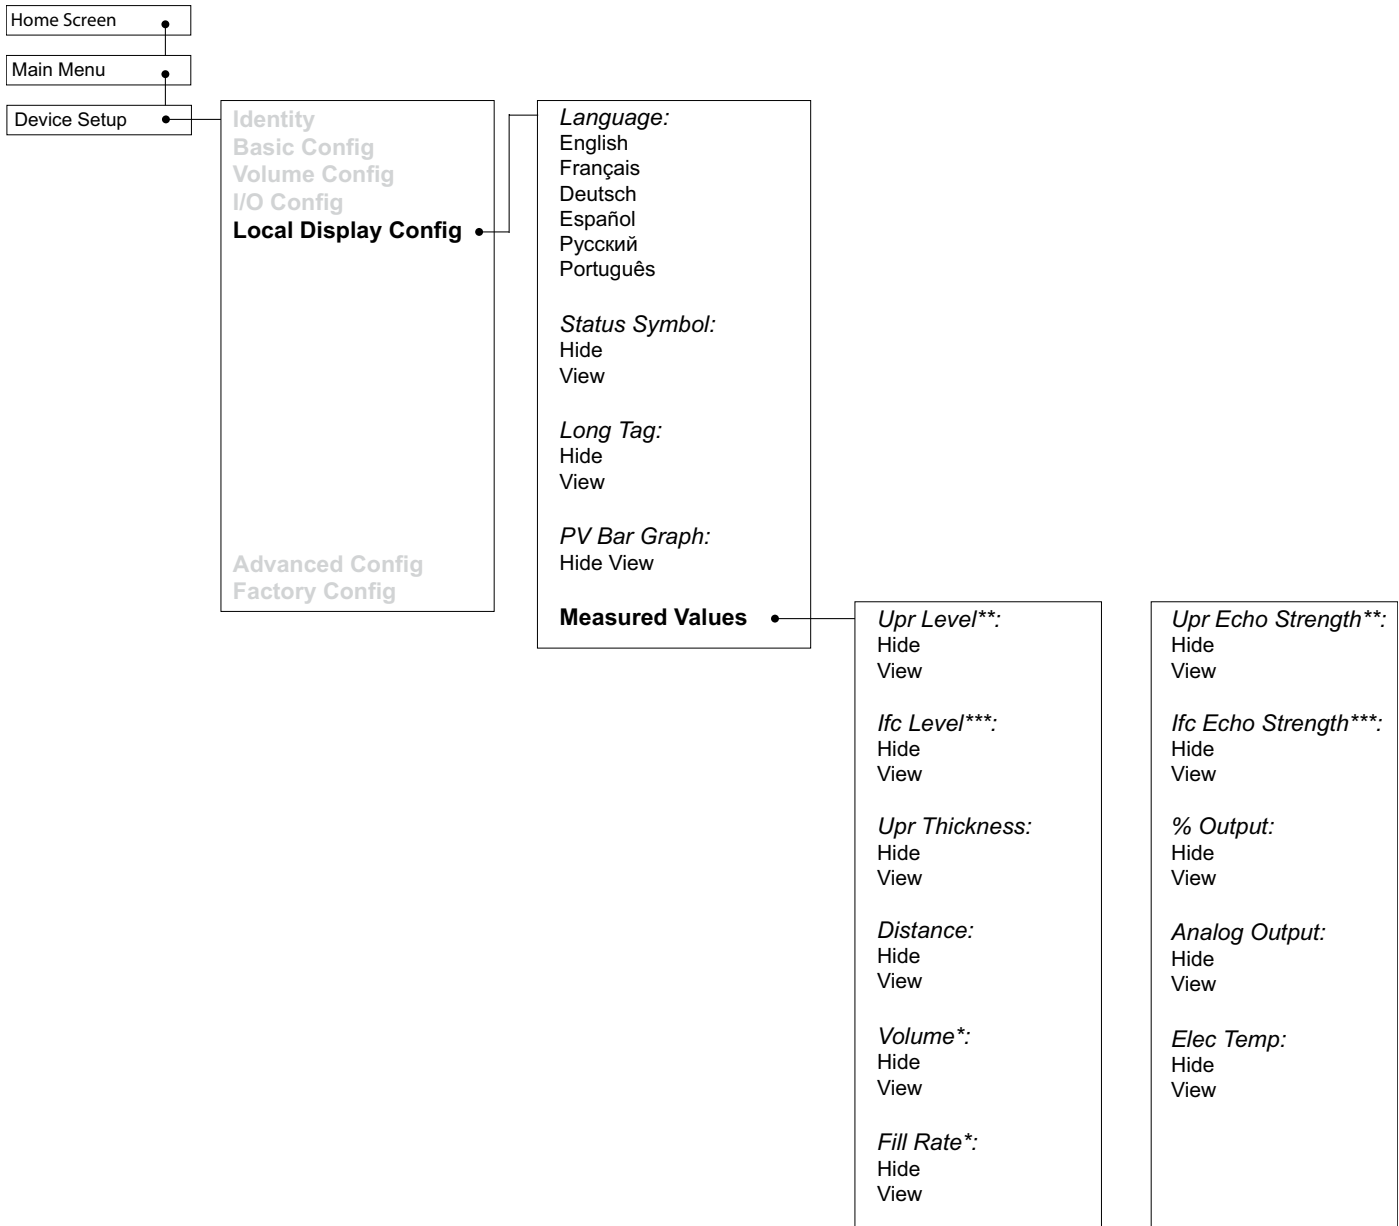 Home Screen
Main Menu
Device Setup
Identity
Basic Config
Volume Config
I/O Config
Local Display Config
Advanced Config
Factory Config
Language:
English
Français
Deutsch
Español
Русский
Português
Status Symbol:
Hide
View
Long Tag:
Hide
View
PV Bar Graph:
Hide View
Measured Values
Upr Level**:
Hide
View
Ifc Level***:
Hide
View
Upr Thickness:
Hide
View
Distance:
Hide
View
Volume*:
Hide
View
Fill Rate*:
Hide
View
Upr Echo Strength**:
Hide
View
Ifc Echo Strength***:
Hide
View
% Output:
Hide
View
Analog Output:
Hide
View
Elec Temp:
Hide
View